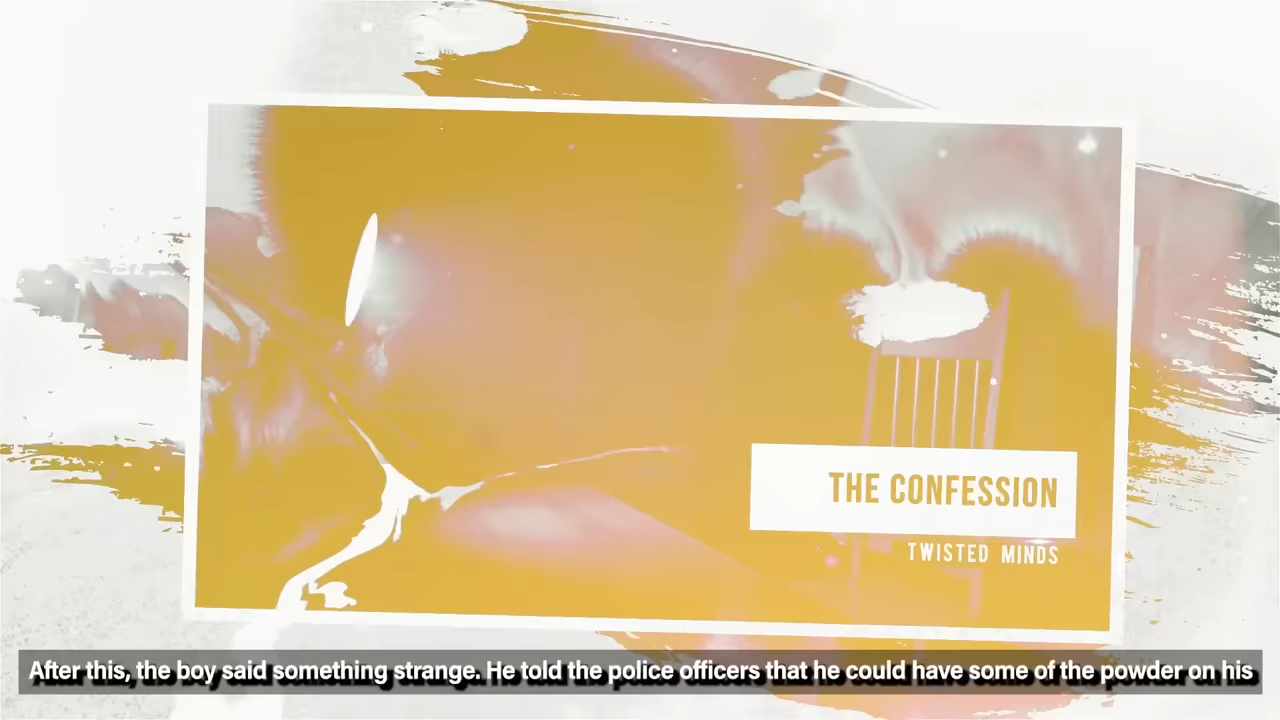 THE CONFESSION
TWISTED MINDS
After this, the boy said something strange. He told the police officers that he could have some of the powder on his